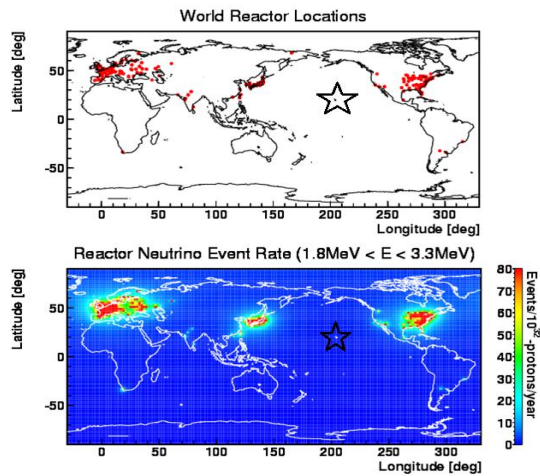 World Reactor Locations
Latitude [deg]
50
0
-50
0 50 100 150 200 250 300
Longitude [deg]
Reactor Neutrino Event Rate (1.8MeV < E < 3.3MeV)
Latitude [deg]
50
0
-50
0 50 100 150 200 250 300
Longitude [deg]
80
70
60
50
40
30
20
10
0
Events/10³²-protons/year